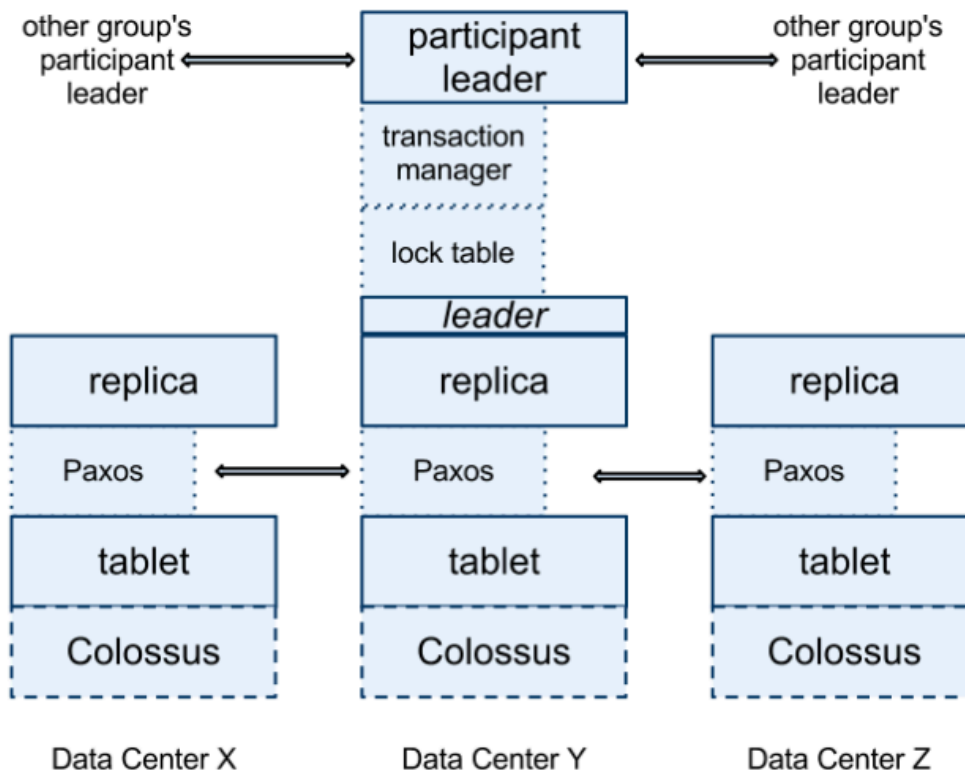 other group's
participant
leader
participant
leader
other group's
participant
leader
transaction
manager
lock table
leader
replica
replica
replica
Paxos
Paxos
Paxos
tablet
tablet
tablet
Colossus
Colossus
Colossus
Data Center X
Data Center Y
Data Center Z